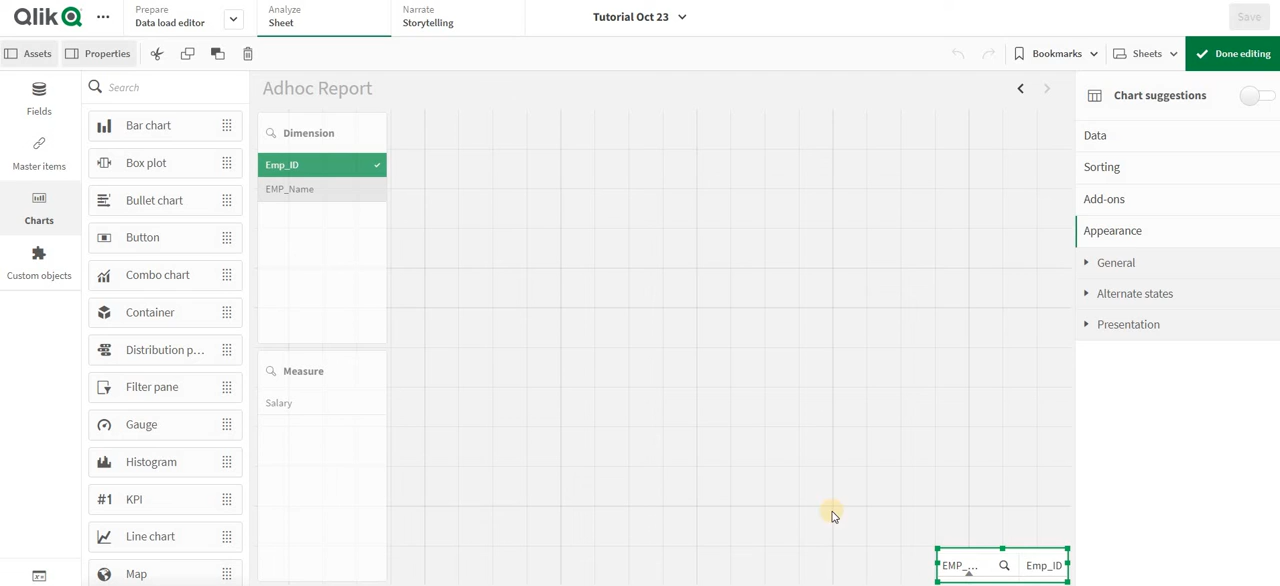 Qlik
Prepare
Data load editor
Analyze
Sheet
Narrate
Storytelling
Tutorial Oct 23
Save
Assets
Properties
Bookmarks
Sheets
Done editing
Fields
Master items
Charts
Custom objects
Search
Bar chart
Box plot
Bullet chart
Button
Combo chart
Container
Distribution p...
Filter pane
Gauge
Histogram
#1 KPI
Line chart
Map
Adhoc Report
Dimension
Emp_ID
EMP_Name
Measure
Salary
EMP_... Emp_ID
Chart suggestions
Data
Sorting
Add-ons
Appearance
General
Alternate states
Presentation